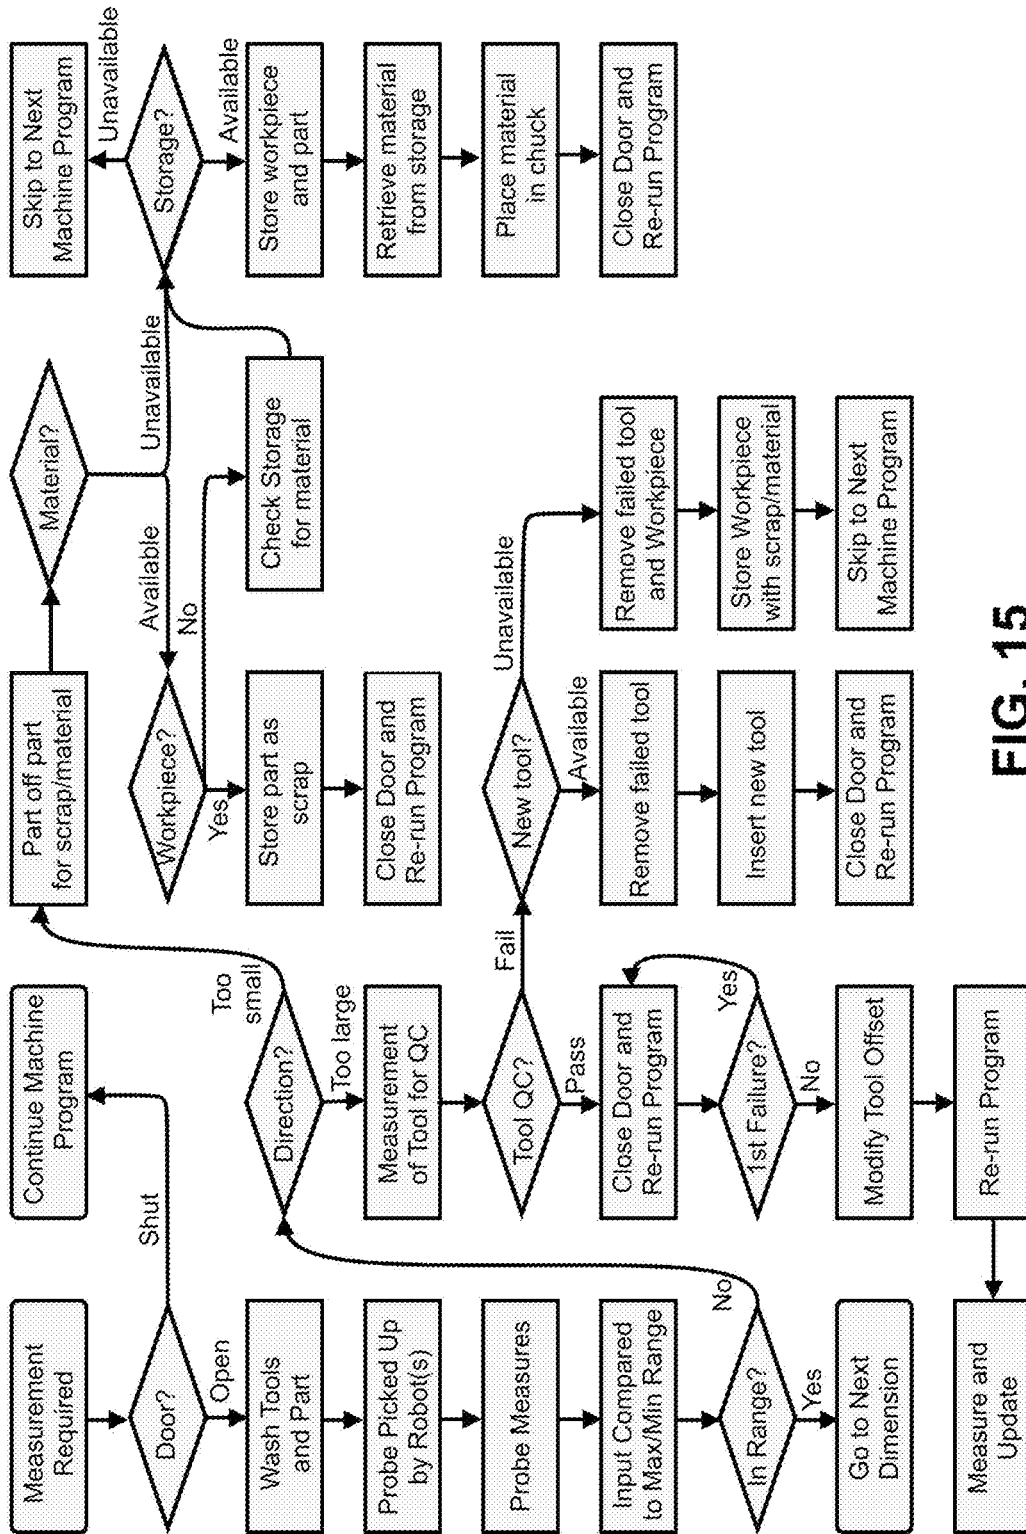 Measurement
Required
Door?
Shut
Open
Continue Machine
Program
Wash Tools
and Part
Probe Picked Up
by Robot(s)
Probe Measures
Input Compared
to Max/Min Range
In Range?
No
Yes
Go to Next
Dimension
Direction?
Too
small
Too large
Measurement
of Tool for QC
Tool QC?
Fail
Pass
Close Door and
Re-run Program
1st Failure?
Yes
No
Modify Tool Offset
Re-run Program
Measure and
Update
Part off part
for scrap/material
Material?
Available
Unavailable
Workpiece?
No
Yes
Store part as
scrap
Close Door and
Re-run Program
Check Storage
for material
Storage?
Unavailable
Available
Skip to Next
Machine Program
Store workpiece
and part
Retrieve material
from storage
Place material
in chuck
Close Door and
Re-run Program
New tool?
Unavailable
Available
Remove failed tool
Insert new tool
Close Door and
Re-run Program
Remove failed tool
and Workpiece
Store Workpiece
with scrap/material
Skip to Next
Machine Program
FIG. 15